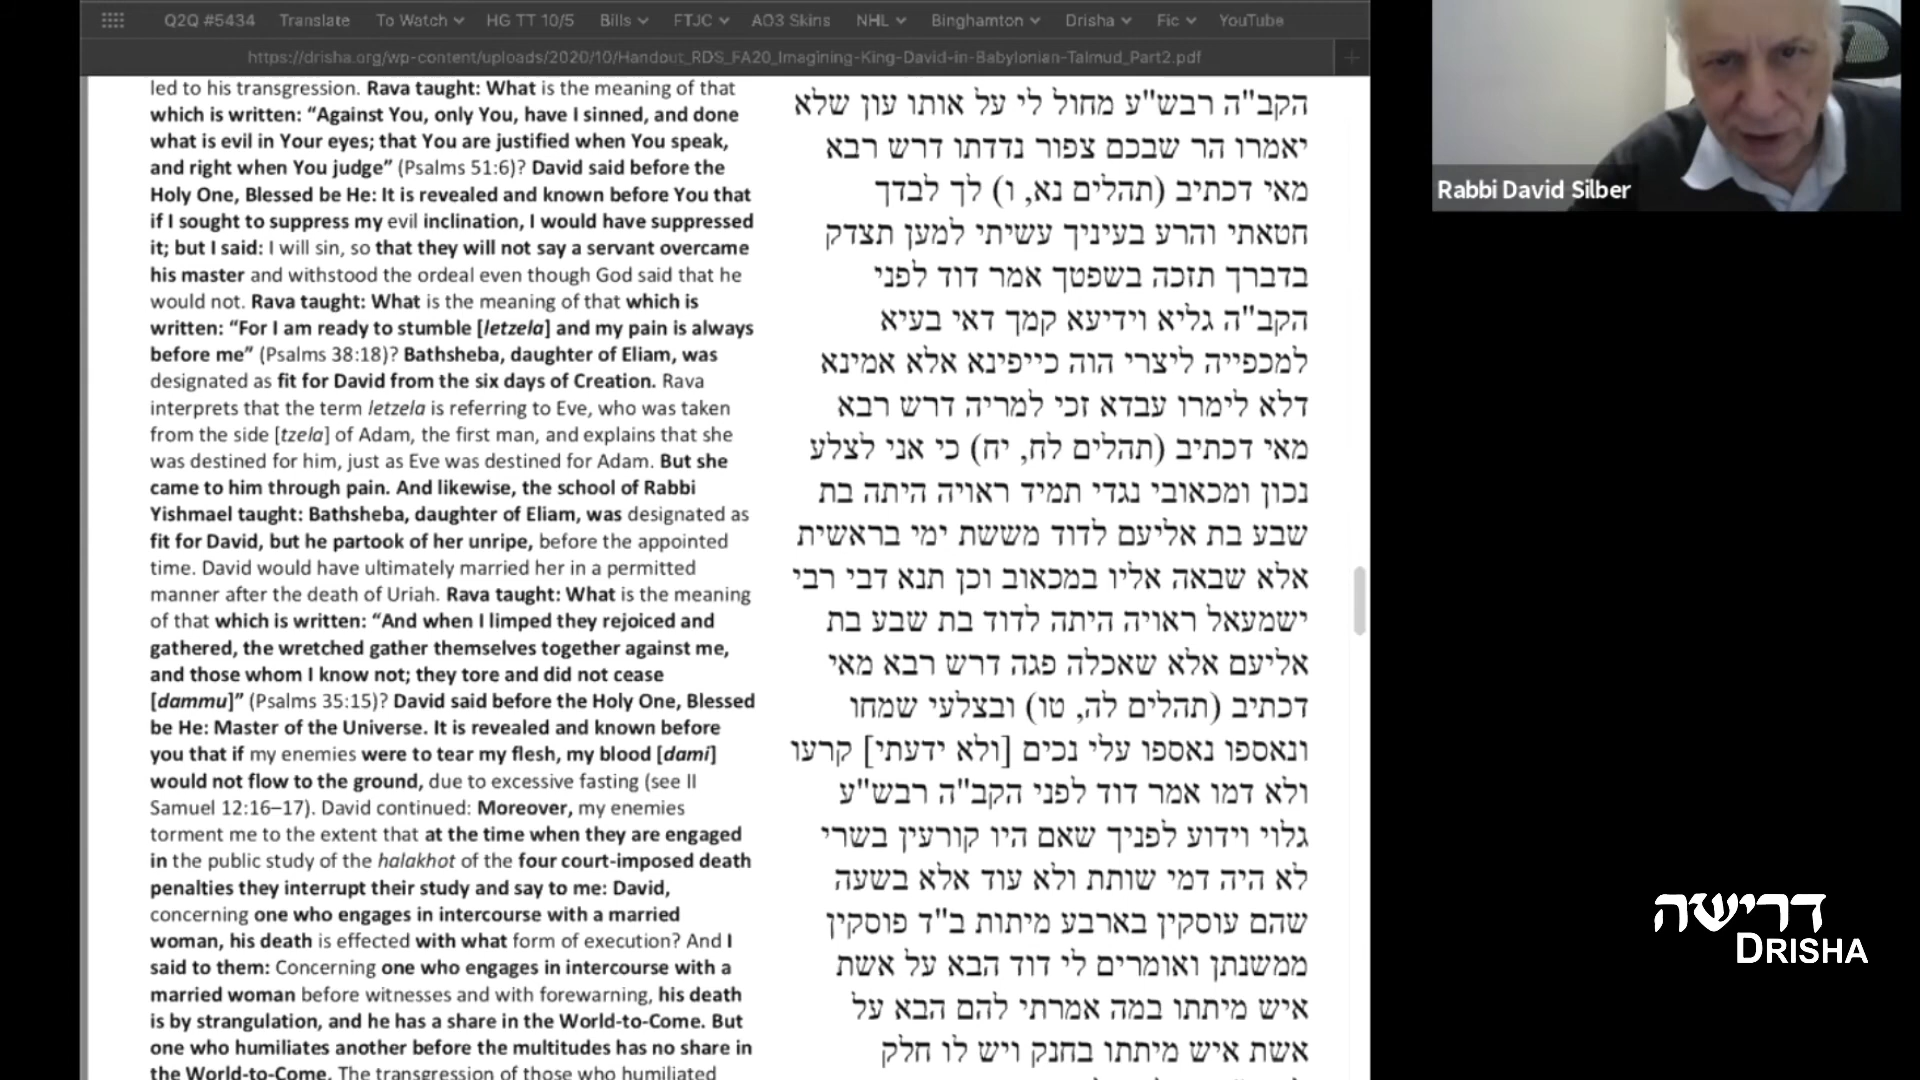 Q2Q #5434 Translate To Watch HG TT 10/5 Bills FTJC AO3 Skins NHL Binghamton Drisha Fic YouTube
https://drisha.org/wp-content/uploads/2020/10/Handout_RDS_FA20_Imagining-King-David-in-Babylonian-Talmud_Part2.pdf
led to his transgression. Rava taught: What is the meaning of that
which is written: “Against You, only You, have I sinned, and done
what is evil in Your eyes; that You are justified when You speak,
and right when You judge” (Psalms 51:6)? David said before the
Holy One, Blessed be He: It is revealed and known before You that
if I sought to suppress my evil inclination, I would have suppressed
it; but I said: I will sin, so that they will not say a servant overcame
his master and withstood the ordeal even though God said that he
would not. Rava taught: What is the meaning of that which is
written: “For I am ready to stumble [letzela] and my pain is always
before me” (Psalms 38:18)? Bathsheba, daughter of Eliam, was
designated as fit for David from the six days of Creation. Rava
interprets that the term letzela is referring to Eve, who was taken
from the side [tzela] of Adam, the first man, and explains that she
was destined for him, just as Eve was destined for Adam. But she
came to him through pain. And likewise, the school of Rabbi
Yishmael taught: Bathsheba, daughter of Eliam, was designated as
fit for David, but he partook of her unripe, before the appointed
time. David would have ultimately married her in a permitted
manner after the death of Uriah. Rava taught: What is the meaning
of that which is written: “And when I limped they rejoiced and
gathered, the wretched gather themselves together against me,
and those whom I know not; they tore and did not cease
[dammu]” (Psalms 35:15)? David said before the Holy One, Blessed
be He: Master of the Universe. It is revealed and known before
you that if my enemies were to tear my flesh, my blood [dami]
would not flow to the ground, due to excessive fasting (see II
Samuel 12:16–17). David continued: Moreover, my enemies
torment me to the extent that at the time when they are engaged
in the public study of the halakhot of the four court-imposed death
penalties they interrupt their study and say to me: David,
concerning one who engages in intercourse with a married
woman, his death is effected with what form of execution? And I
said to them: Concerning one who engages in intercourse with a
married woman before witnesses and with forewarning, his death
is by strangulation, and he has a share in the World-to-Come. But
one who humiliates another before the multitudes has no share in
the World-to-Come. The transgression of those who humiliated
הקב"ה רבש"ע מחול לי על אותו עון שלא
יאמרו הר שבכם צפור נדדתו דרש רבא
מאי דכתיב (תהלים נא, ו) לך לבדך
חטאתי והרע בעיניך עשיתי למען תצדק
בדברך תזכה בשפטך אמר דוד לפני
הקב"ה גליא וידיעא קמך דאי בעיא
למכפייה ליצרי הוה כייפינא אלא אמינא
דלא לימרו עבדא זכי למריה דרש רבא
מאי דכתיב (תהלים לח, יח) כי אני לצלע
נכון ומכאובי נגדי תמיד ראויה היתה בת
שבע בת אליעם לדוד מששת ימי בראשית
אלא שבאה אליו במכאוב וכן תנא דבי רבי
ישמעאל ראויה היתה לדוד בת שבע בת
אליעם אלא שאכלה פגה דרש רבא מאי
דכתיב (תהלים לה, טו) ובצלעי שמחו
ונאספו נאספו עלי נכים [ולא ידעתי] קרעו
ולא דמו אמר דוד לפני הקב"ה רבש"ע
גלוי וידוע לפניך שאם היו קורעין בשרי
לא היה דמי שותת ולא עוד אלא בשעה
שהם עוסקין בארבע מיתות ב"ד פוסקין
ממשנתן ואומרים לי דוד הבא על אשת
איש מיתתו במה אמרתי להם הבא על
אשת איש מיתתו בחנק ויש לו חלק
Rabbi David Silber
דרישה
DRISHA